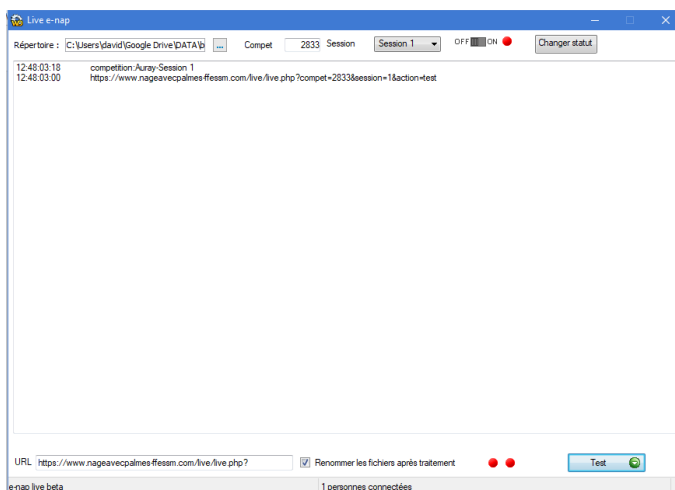 Live e-nap
Répertoire : C:\Users\david\Google Drive\DATA\p ... Compet 2833 Session Session 1 OFF ON Changer statut
12:48:03:18 competition:Auray-Session 1
12:48:03:00 https://www.nageavecpalmes-ffessm.com/live/live.php?compet=2833&session=1&action=test
URL https://www.nageavecpalmes-ffessm.com/live/live.php? Renommer les fichiers après traitement Test
e-nap live beta 1 personnes connectées